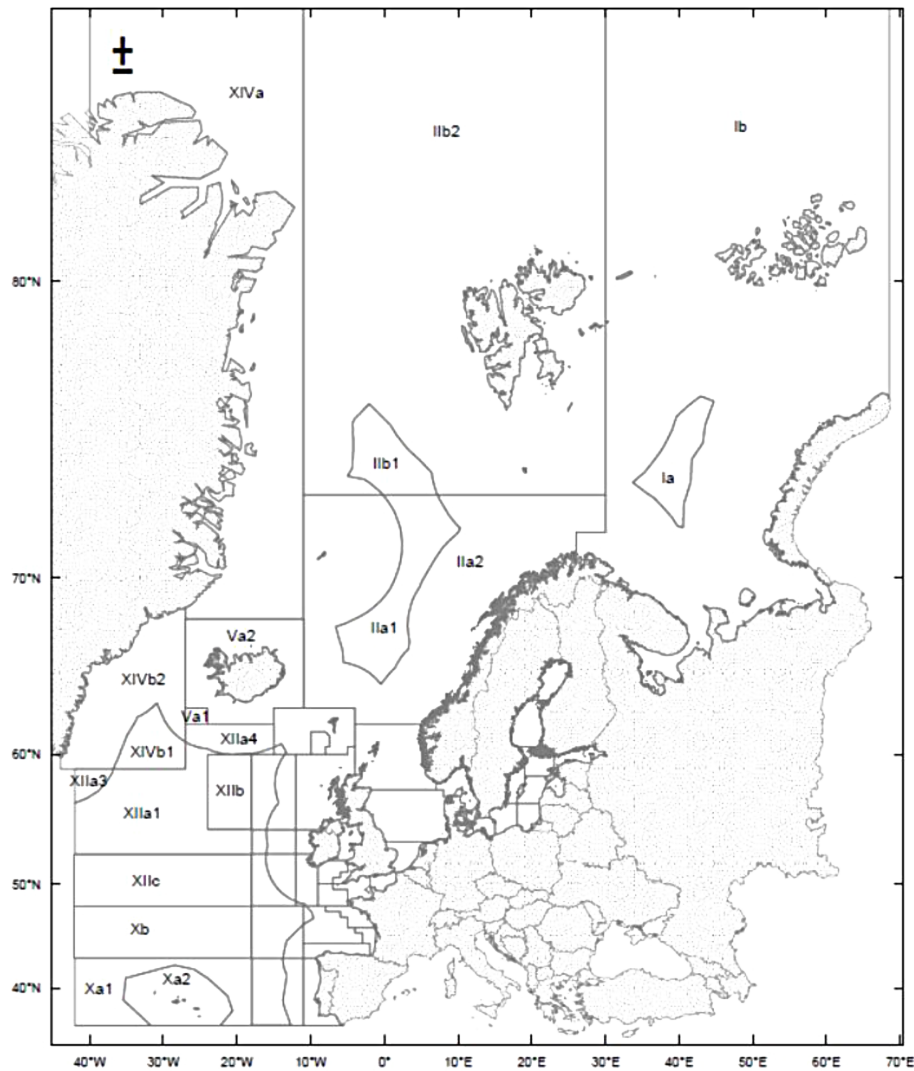 ±
XIVa
IIb2
Ib
80°N
IIb1
Ia
IIa2
70°N
IIa1
Va2
XIVb2
Va1
XIIa4
XIVb1
60°N
XIIa3
XIIb
XIIa1
XIIc
50°N
Xb
Xa2
Xa1
40°N
40°W 30°W 20°W 10°W 0° 10°E 20°E 30°E 40°E 50°E 60°E 70°E